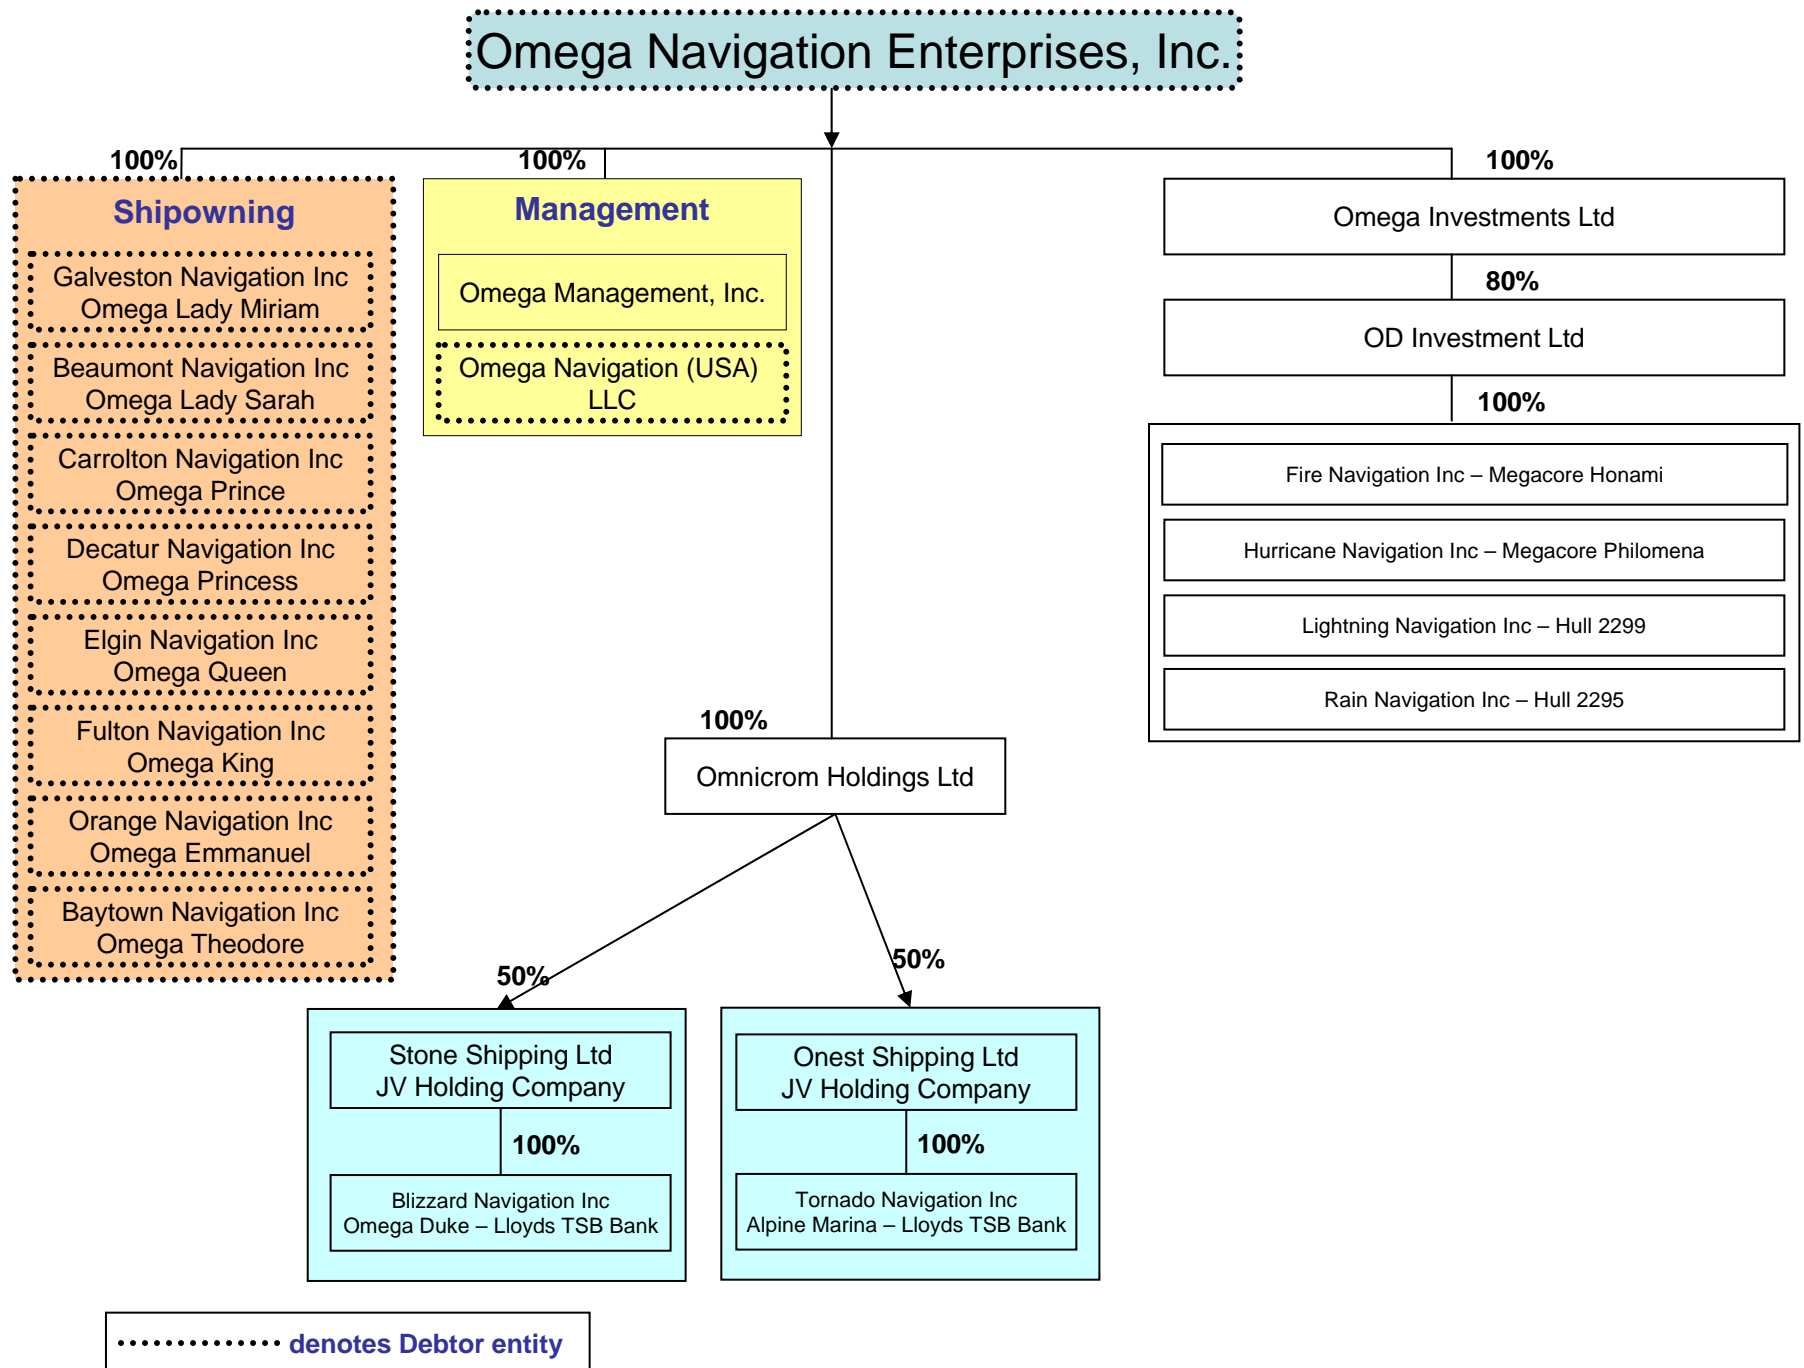 Omega Navigation Enterprises, Inc.
100%
Shipowning
Galveston Navigation Inc
Omega Lady Miriam
Beaumont Navigation Inc
Omega Lady Sarah
Carrolton Navigation Inc
Omega Prince
Decatur Navigation Inc
Omega Princess
Elgin Navigation Inc
Omega Queen
Fulton Navigation Inc
Omega King
Orange Navigation Inc
Omega Emmanuel
Baytown Navigation Inc
Omega Theodore
100%
Management
Omega Management, Inc.
Omega Navigation (USA)
LLC
100%
Omnicrom Holdings Ltd
50%
Stone Shipping Ltd
JV Holding Company
100%
Blizzard Navigation Inc
Omega Duke – Lloyds TSB Bank
50%
Onest Shipping Ltd
JV Holding Company
100%
Tornado Navigation Inc
Alpine Marina – Lloyds TSB Bank
100%
Omega Investments Ltd
80%
OD Investment Ltd
100%
Fire Navigation Inc – Megacore Honami
Hurricane Navigation Inc – Megacore Philomena
Lightning Navigation Inc – Hull 2299
Rain Navigation Inc – Hull 2295
denotes Debtor entity